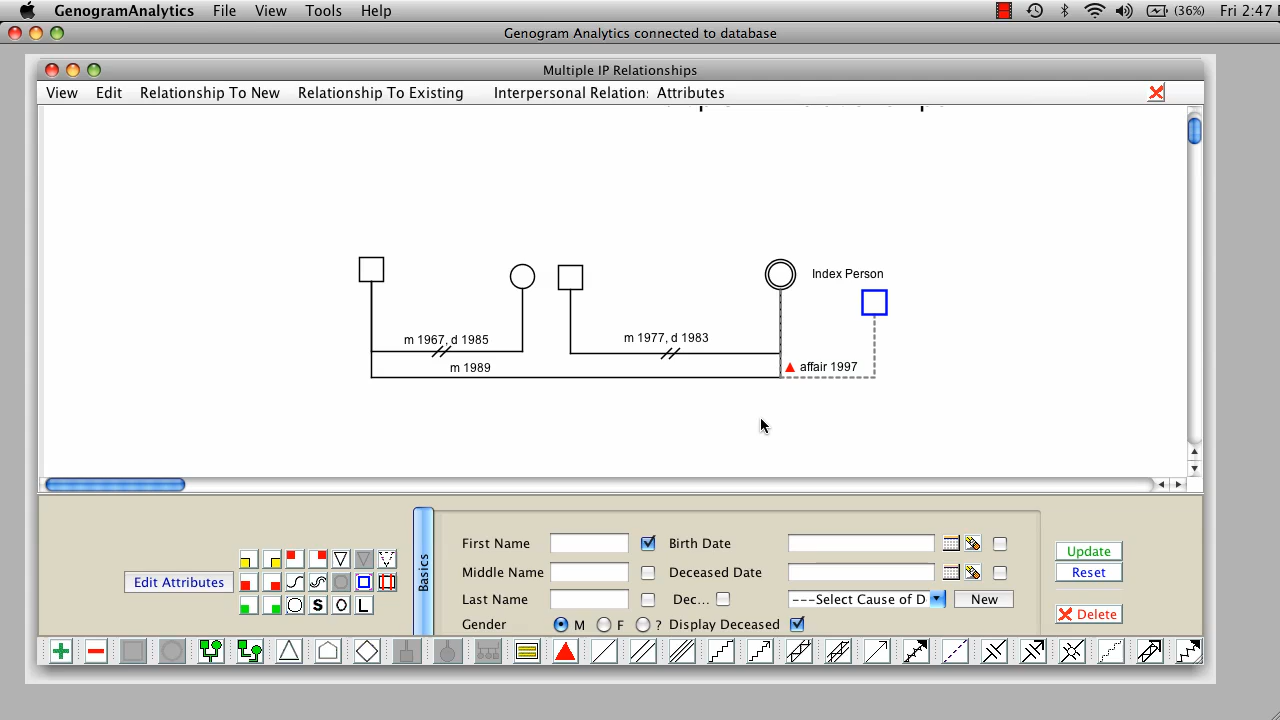 GenogramAnalytics File View Tools Help (36%) Fri 2:47
Genogram Analytics connected to database
Multiple IP Relationships
View Edit Relationship To New Relationship To Existing Interpersonal Relation: Attributes
Index Person
m 1967, d 1985 m 1977, d 1983
m 1989 affair 1997
First Name Birth Date
Middle Name Deceased Date
Edit Attributes
Basics
Last Name Dec... ---Select Cause of D New
Gender M F ? Display Deceased
Update
Reset
Delete
S O L